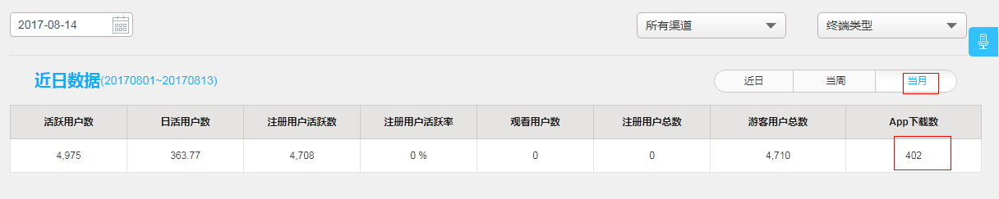 2017-08-14
所有渠道
终端类型
近日数据(20170801~20170813)
近日 当周 当月
活跃用户数 日活用户数 注册用户活跃数 注册用户活跃率 观看用户数 注册用户总数 游客用户总数 App下载数
4,975 363.77 4,708 0 % 0 0 4,710 402